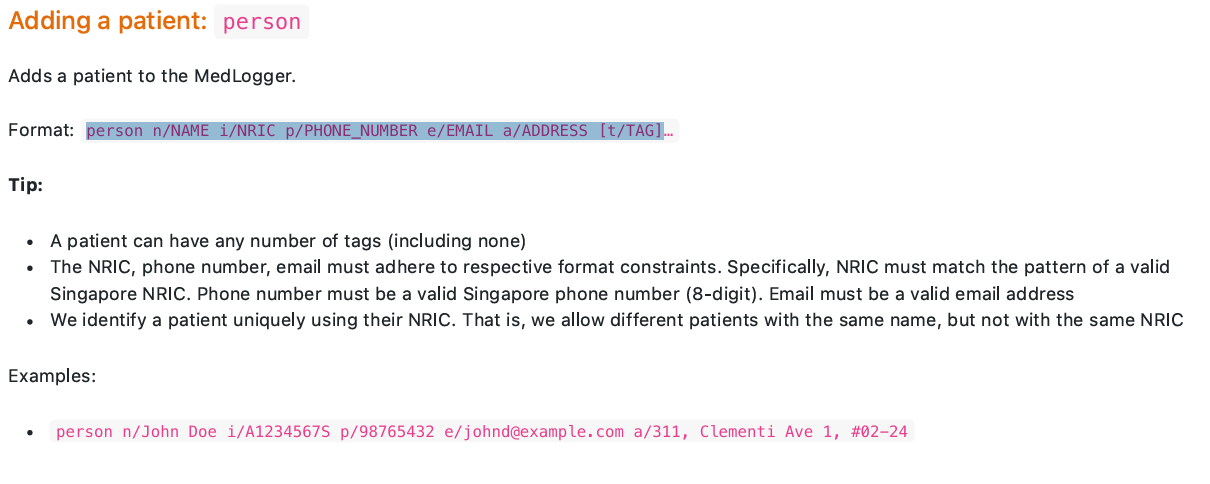 Adding a patient: person
Adds a patient to the MedLogger.
Format: person n/NAME i/NRIC p/PHONE_NUMBER e/EMAIL a/ADDRESS [t/TAG]…
Tip:
• A patient can have any number of tags (including none)
• The NRIC, phone number, email must adhere to respective format constraints. Specifically, NRIC must match the pattern of a valid
Singapore NRIC. Phone number must be a valid Singapore phone number (8-digit). Email must be a valid email address
• We identify a patient uniquely using their NRIC. That is, we allow different patients with the same name, but not with the same NRIC
Examples:
• person n/John Doe i/A1234567S p/98765432 e/johnd@example.com a/311, Clementi Ave 1, #02-24